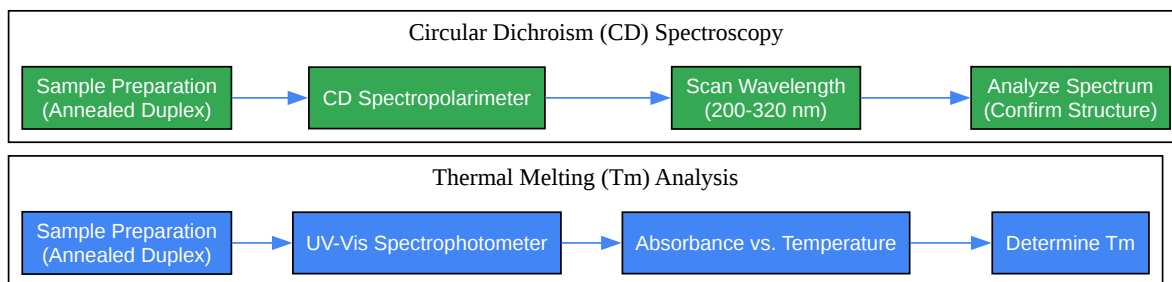 Circular Dichroism (CD) Spectroscopy
Sample Preparation
(Annealed Duplex)
CD Spectropolarimeter
Scan Wavelength
(200-320 nm)
Analyze Spectrum
(Confirm Structure)
Thermal Melting (Tm) Analysis
Sample Preparation
(Annealed Duplex)
UV-Vis Spectrophotometer
Absorbance vs. Temperature
Determine Tm